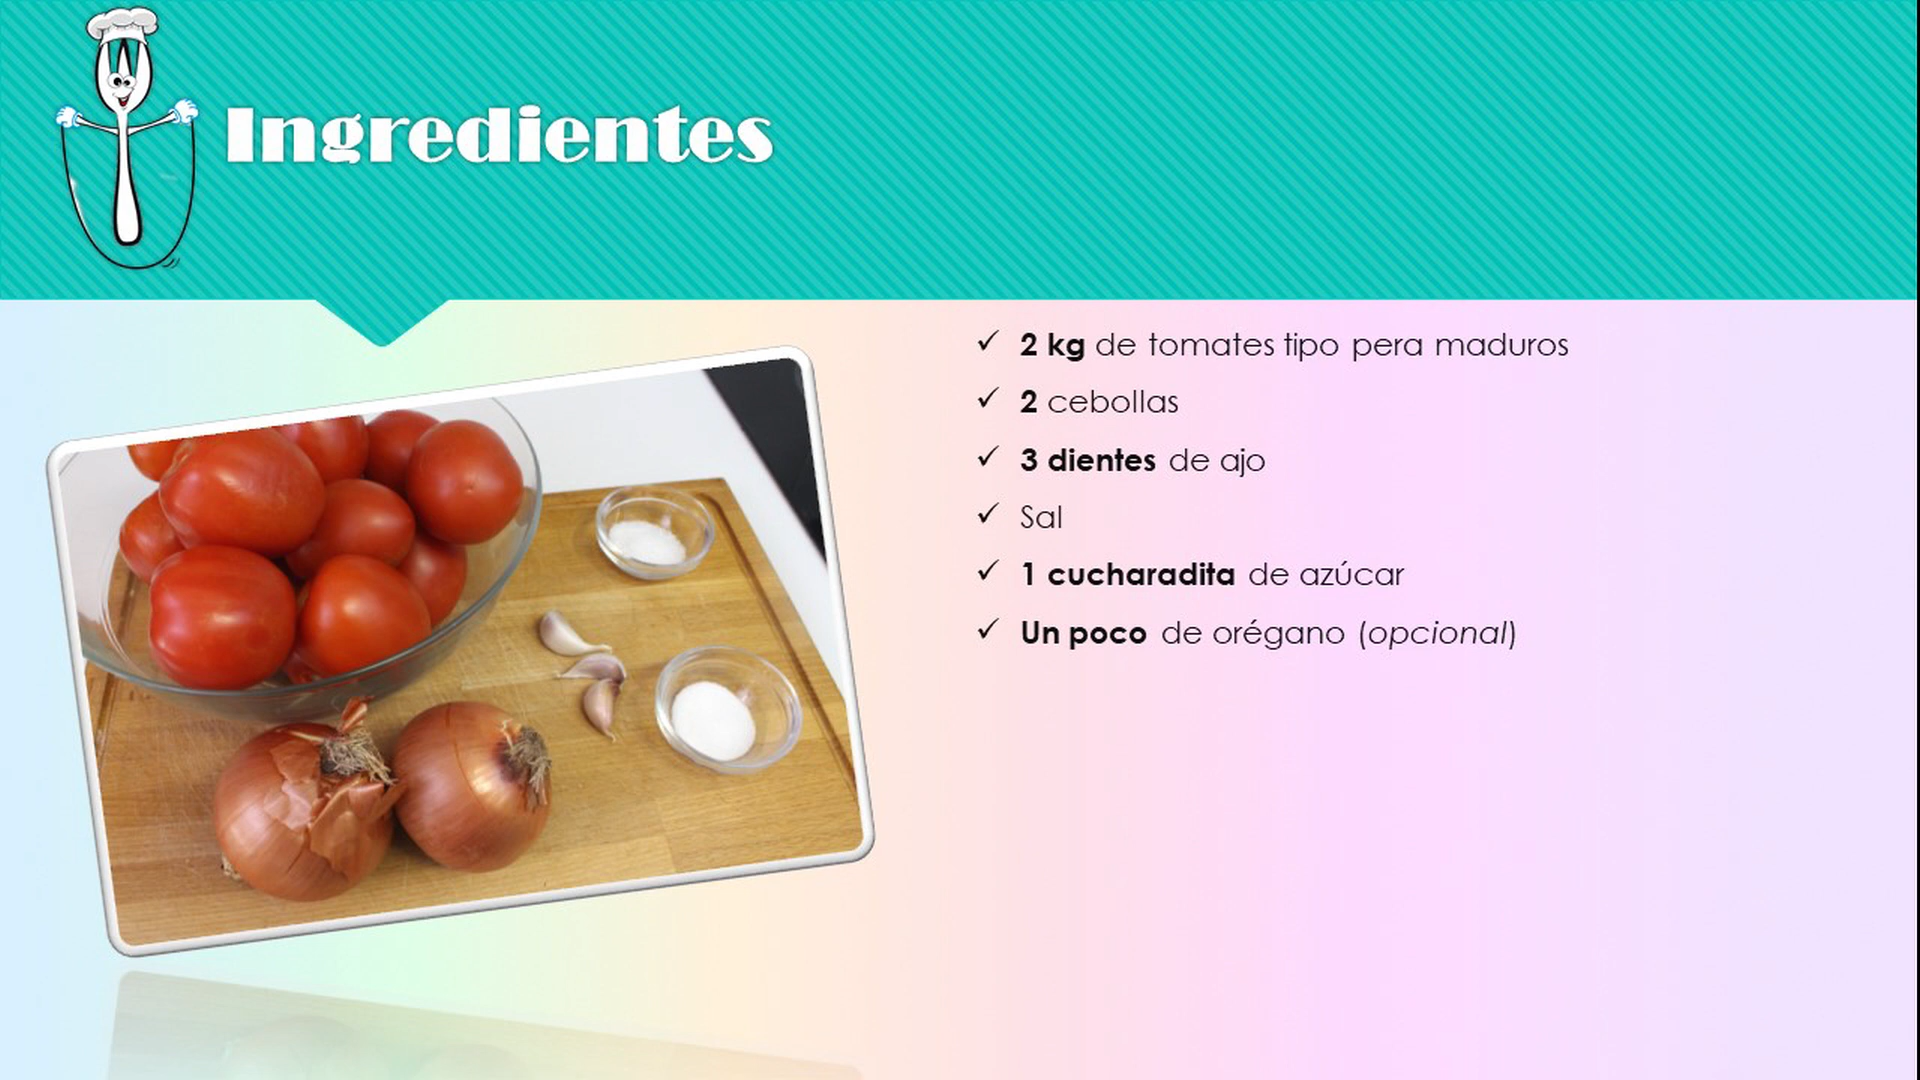 Ingredientes
✓ 2 kg de tomates tipo pera maduros
✓ 2 cebollas
✓ 3 dientes de ajo
✓ Sal
✓ 1 cucharadita de azúcar
✓ Un poco de orégano (opcional)